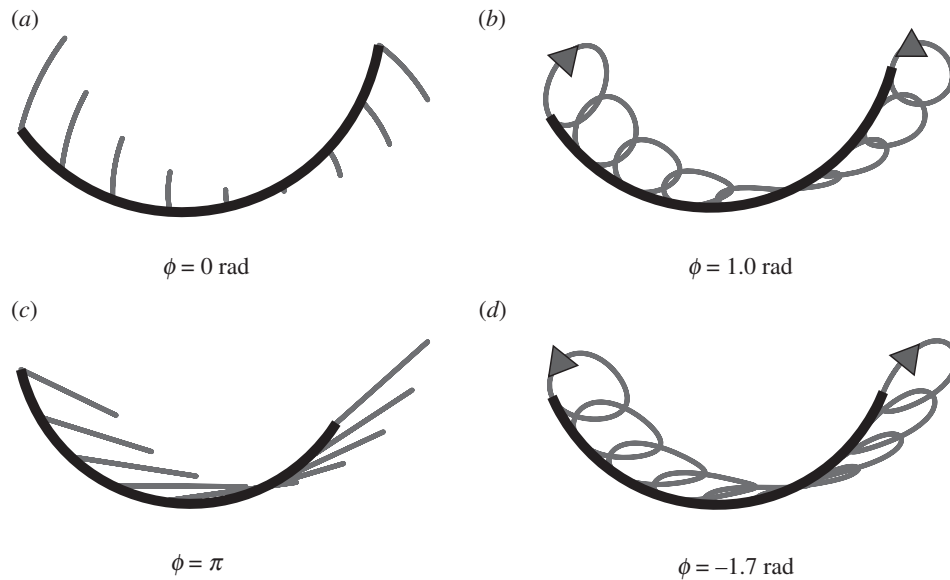 (a)
(b)
ϕ = 0 rad
ϕ = 1.0 rad
(c)
(d)
ϕ = π
ϕ = –1.7 rad